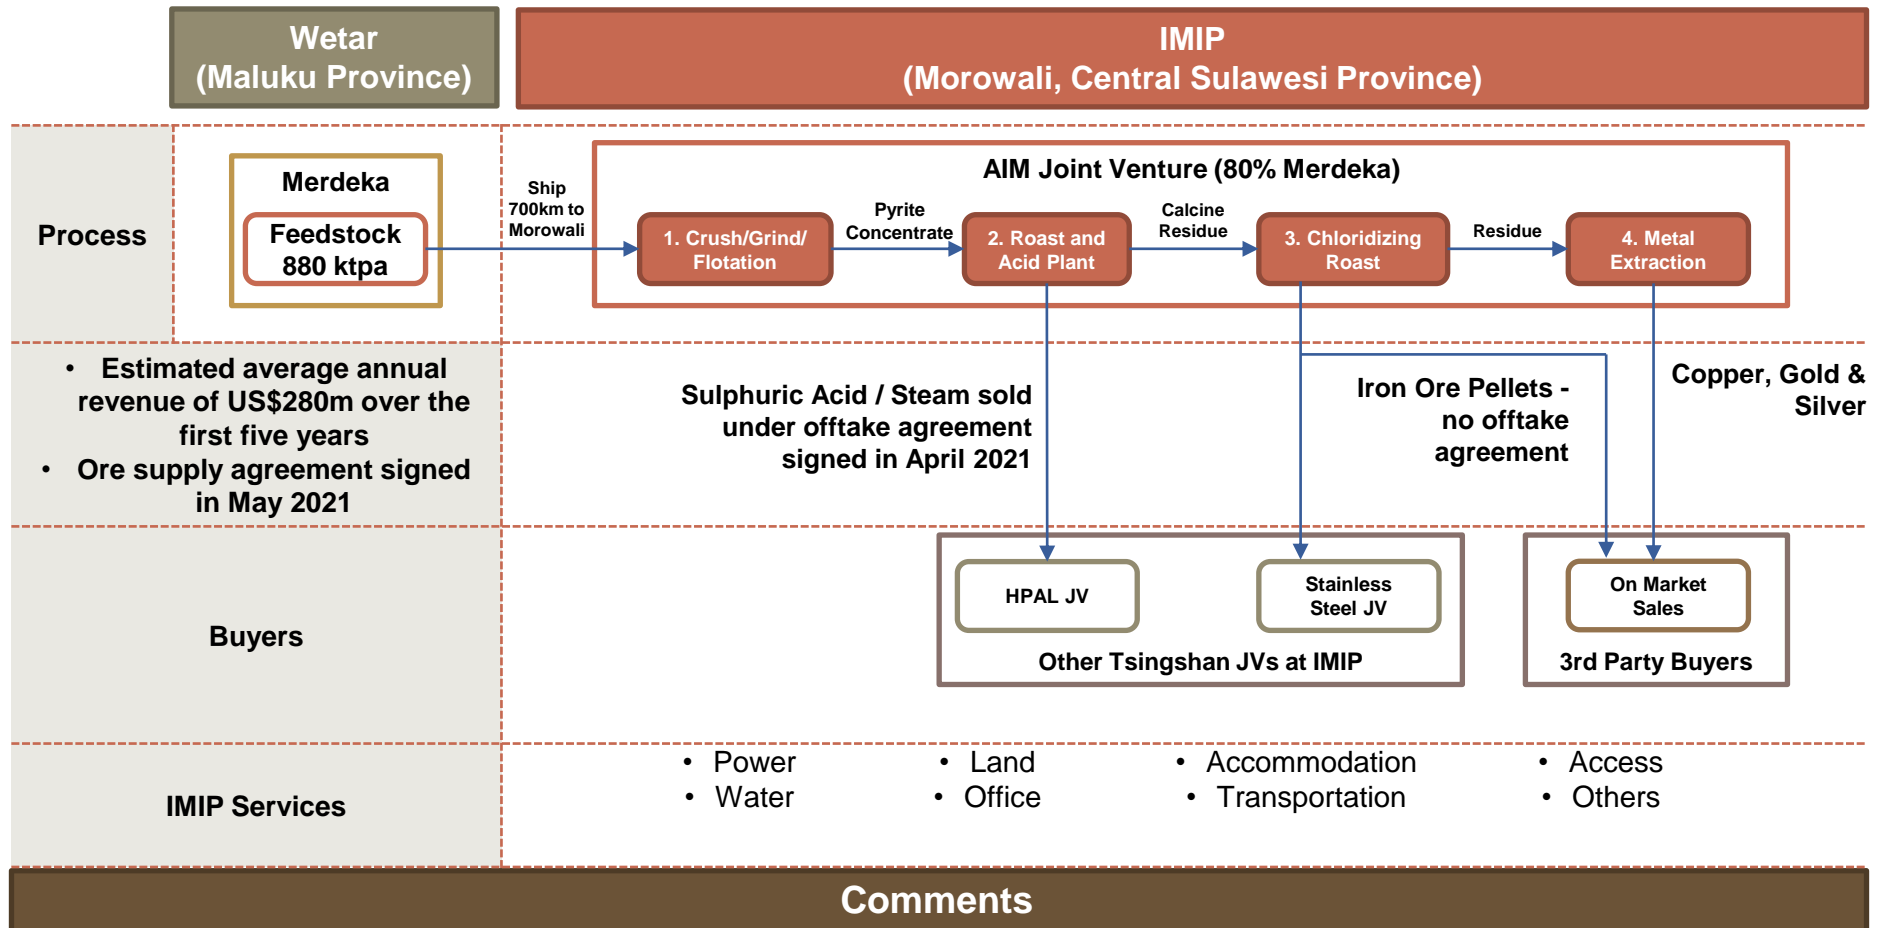 Wetar
(Maluku Province)
IMIP
(Morowali, Central Sulawesi Province)
Process
Merdeka
Feedstock
880 ktpa
Ship
700km to
Morowali
AIM Joint Venture (80% Merdeka)
1. Crush/Grind/
Flotation
Pyrite
Concentrate
2. Roast and
Acid Plant
Calcine
Residue
3. Chloridizing
Roast
Residue
4. Metal
Extraction
• Estimated average annual
revenue of US$280m over the
first five years
• Ore supply agreement signed
in May 2021
Sulphuric Acid / Steam sold
under offtake agreement
signed in April 2021
Iron Ore Pellets -
no offtake
agreement
Copper, Gold &
Silver
Buyers
HPAL JV
Stainless
Steel JV
Other Tsingshan JVs at IMIP
On Market
Sales
3rd Party Buyers
IMIP Services
• Power
• Water
• Land
• Office
• Accommodation
• Transportation
• Access
• Others
Comments